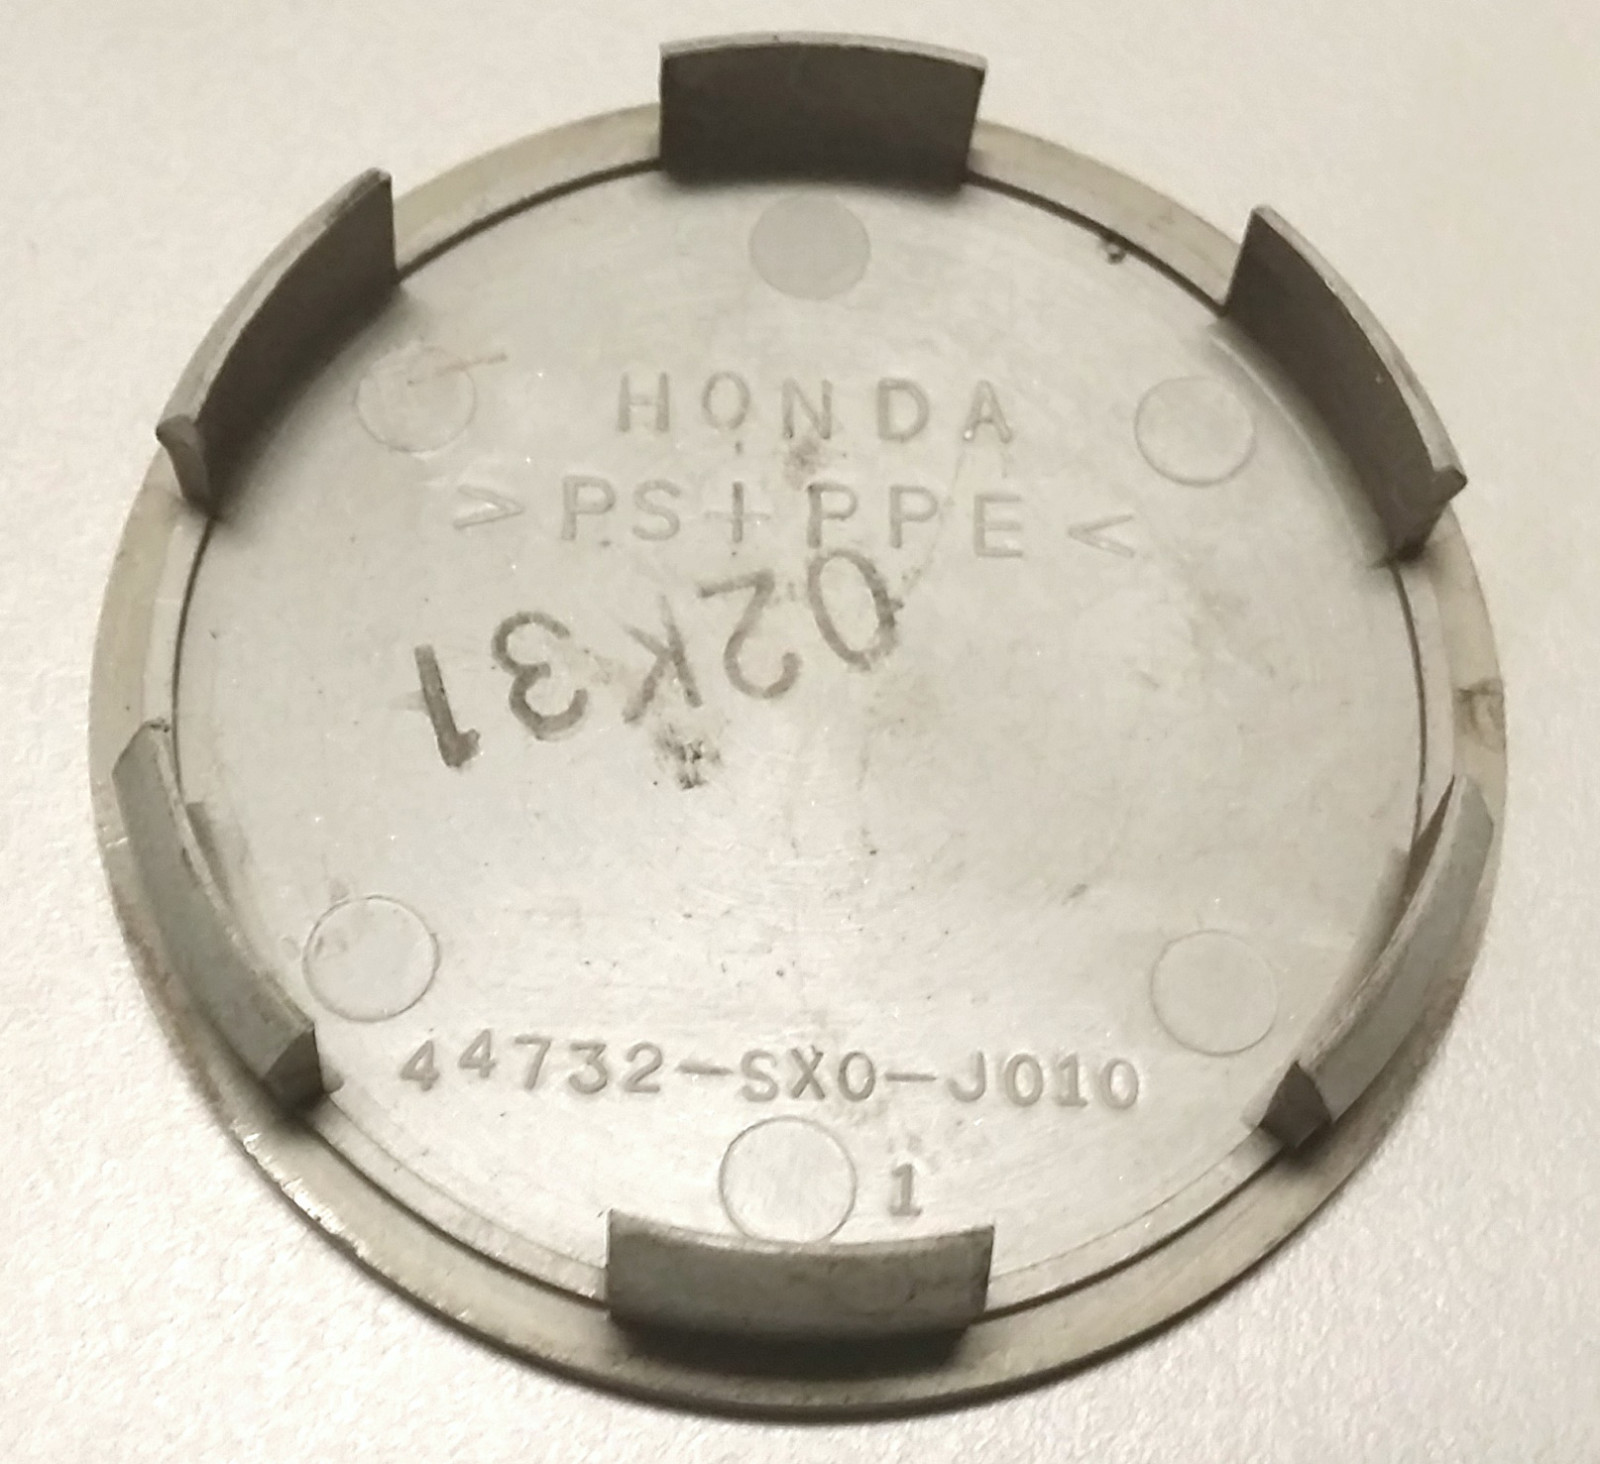 HONDA
>PS+PPE<
02K31
44732-SX0-J010
1